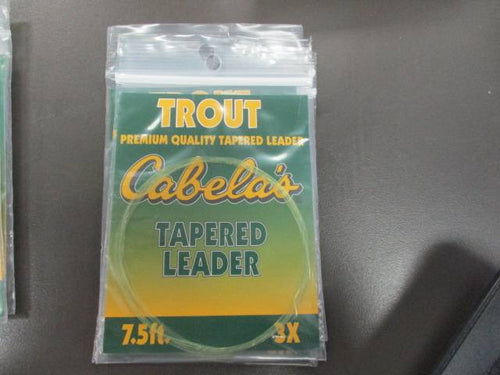 TROUT
PREMIUM QUALITY TAPERED LEADER
Cabela's
TAPERED
LEADER
7.5ft. 3X